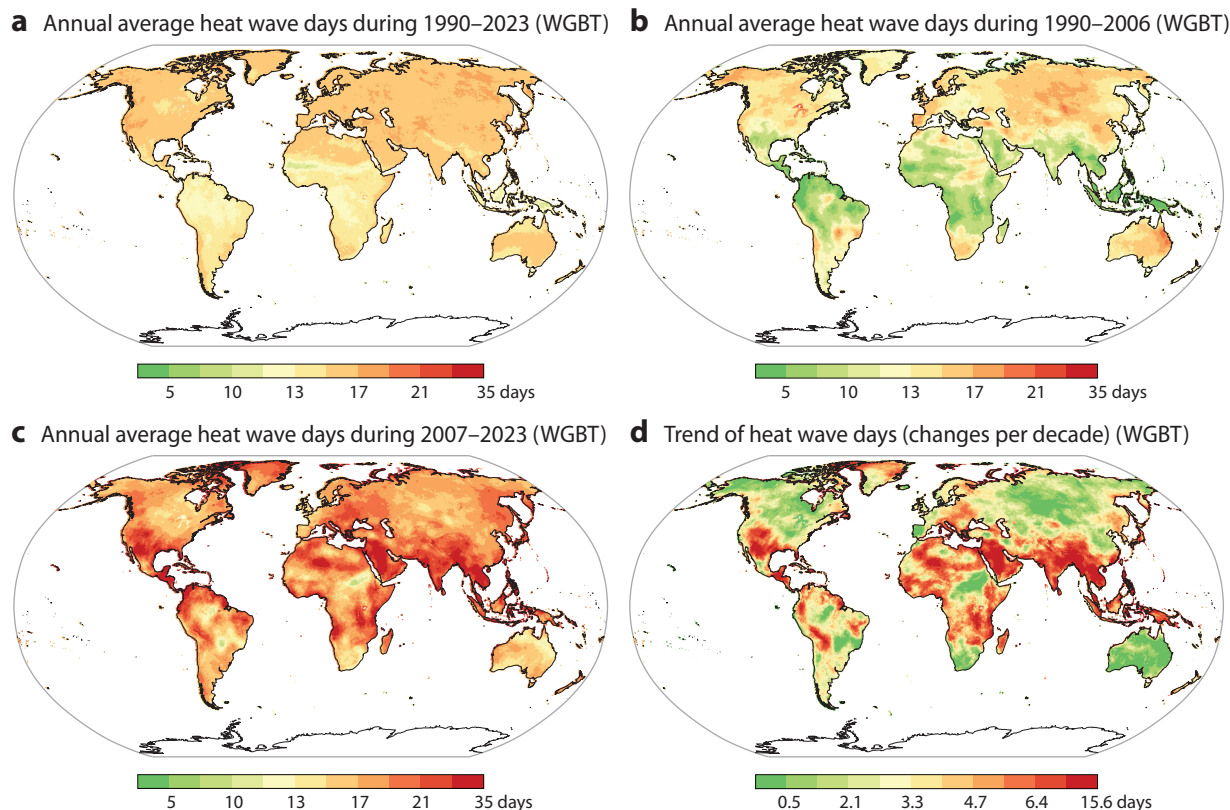 a Annual average heat wave days during 1990–2023 (WGBT)
b Annual average heat wave days during 1990–2006 (WGBT)
5 10 13 17 21 35 days
5 10 13 17 21 35 days
c Annual average heat wave days during 2007–2023 (WGBT)
d Trend of heat wave days (changes per decade) (WGBT)
5 10 13 17 21 35 days
0.5 2.1 3.3 4.7 6.4 15.6 days